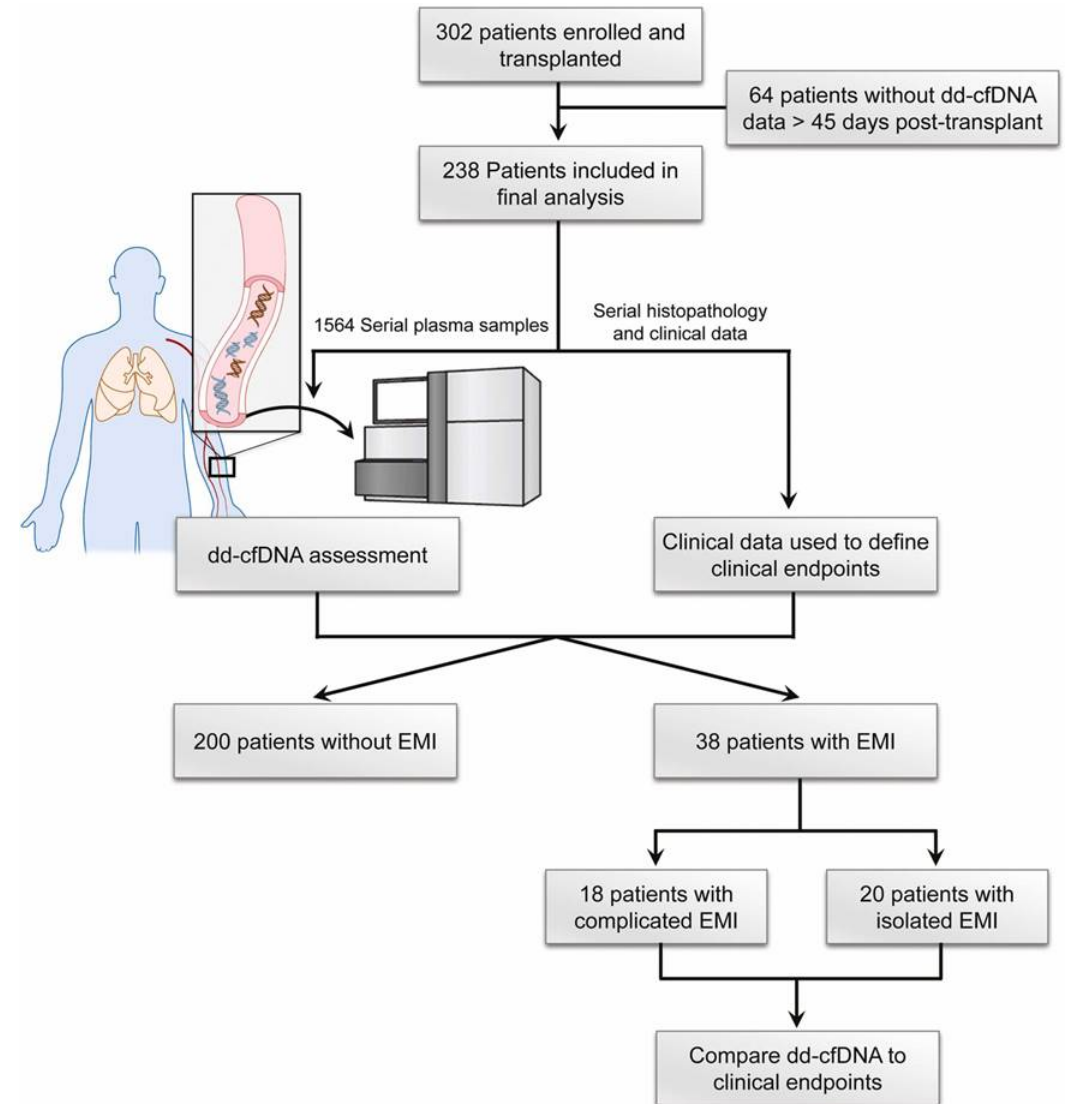 302 patients enrolled and
transplanted
64 patients without dd-cfDNA
data > 45 days post-transplant
238 Patients included in
final analysis
1564 Serial plasma samples
Serial histopathology
and clinical data
dd-cfDNA assessment
Clinical data used to define
clinical endpoints
200 patients without EMI
38 patients with EMI
18 patients with
complicated EMI
20 patients with
isolated EMI
Compare dd-cfDNA to
clinical endpoints